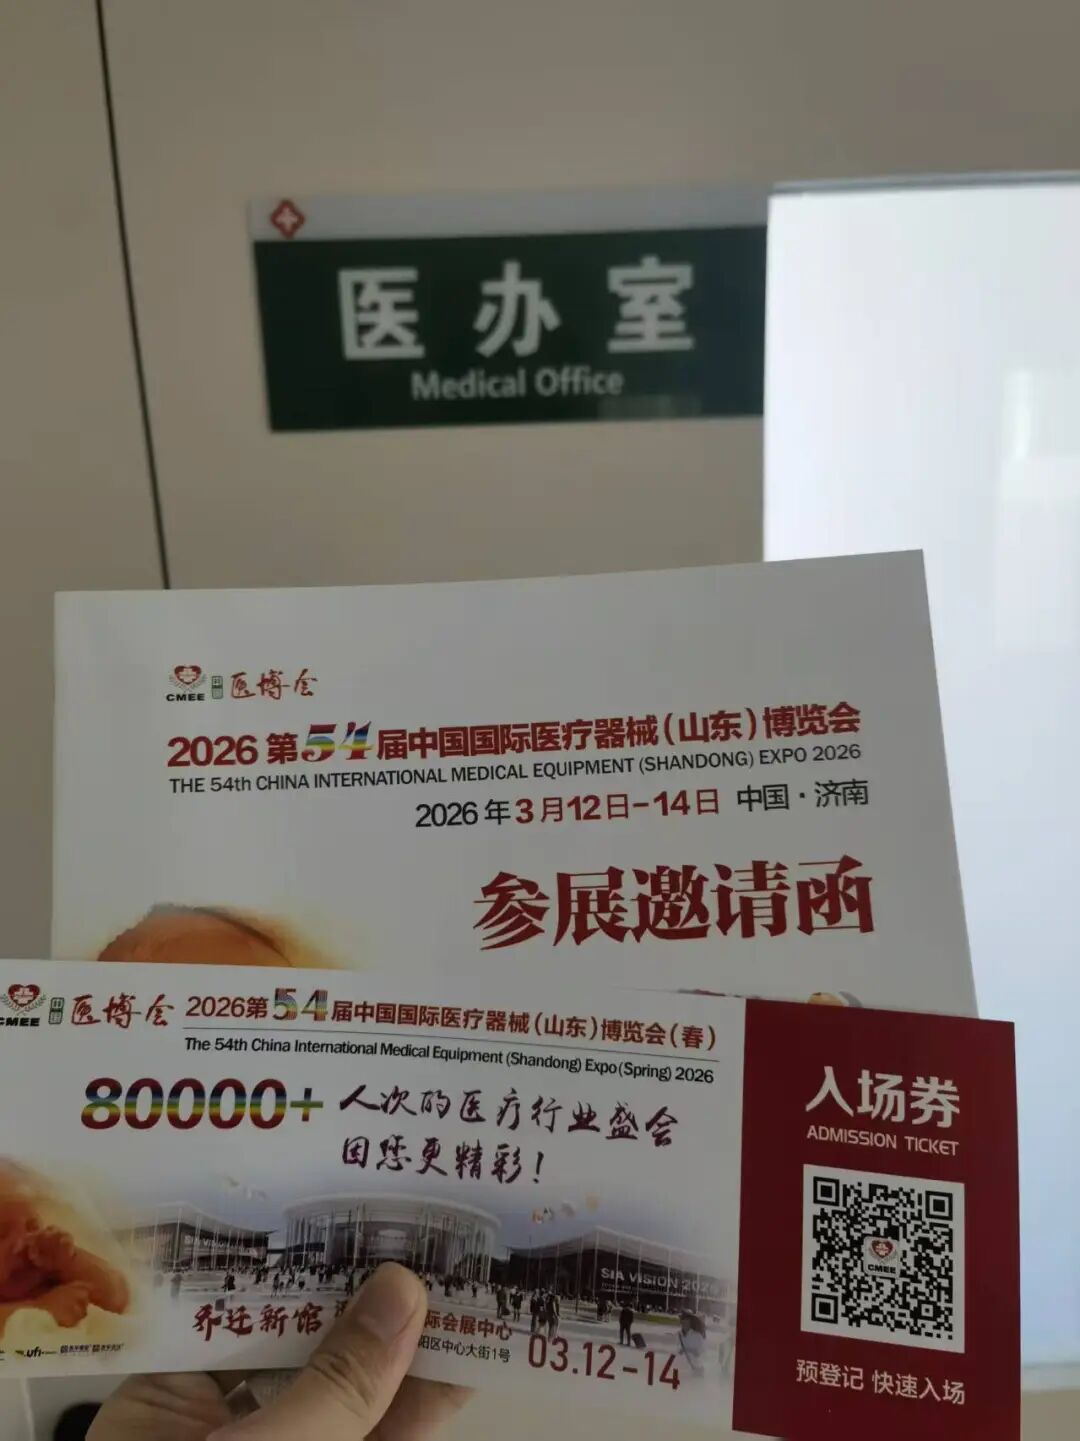 医办室
Medical Office
CMEE 医博会
2026第54届中国国际医疗器械(山东)博览会
THE 54th CHINA INTERNATIONAL MEDICAL EQUIPMENT (SHANDONG) EXPO 2026
2026年3月12日-14日 中国·济南
参展邀请函
CMEE 医博会
2026第54届中国国际医疗器械(山东)博览会(春)
The 54th China International Medical Equipment (Shandong) Expo (Spring) 2026
80000+人次的医疗行业盛会
因您更精彩!
SIA VISION 2020
乔迁新馆
际会展中心
阳区中心大街1号
03.12-14
ufi
入场券
ADMISSION TICKET
CMEE
预登记 快速入场